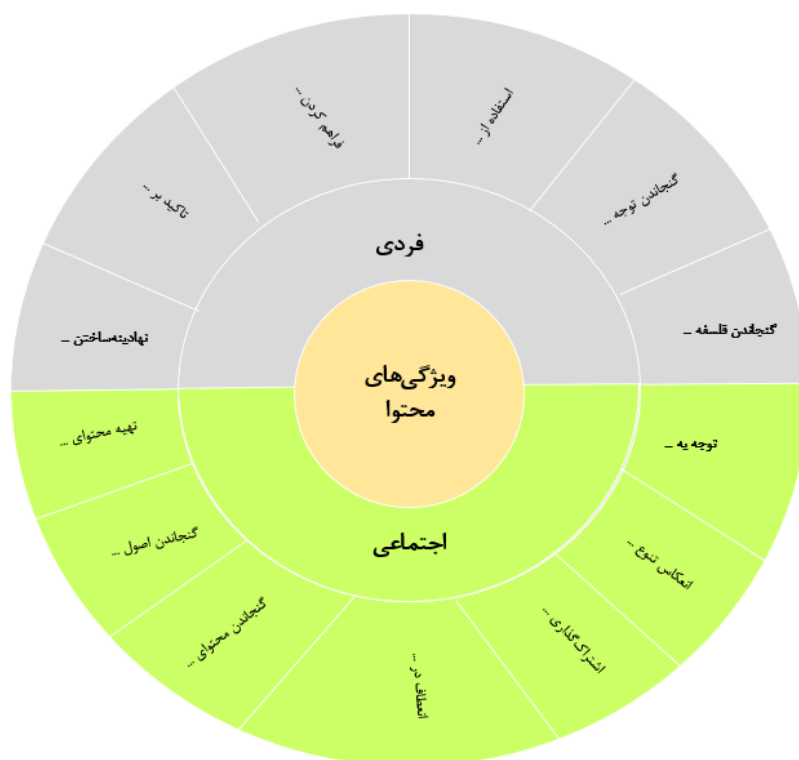 استفاده از ...
فراهم کردن ...
گنجاندن توجه ...
تاکید بر ...
فردی
گنجاندن فلسفه ...
نهادینه‌ساختن ...
ویژگی‌های
محتوا
تهیه محتوای ...
توجه به ...
گنجاندن اصول ...
اجتماعی
انعکاس تنوع ...
گنجاندن محتوای ...
اشتراک‌گذاری ...
انعطاف در ...